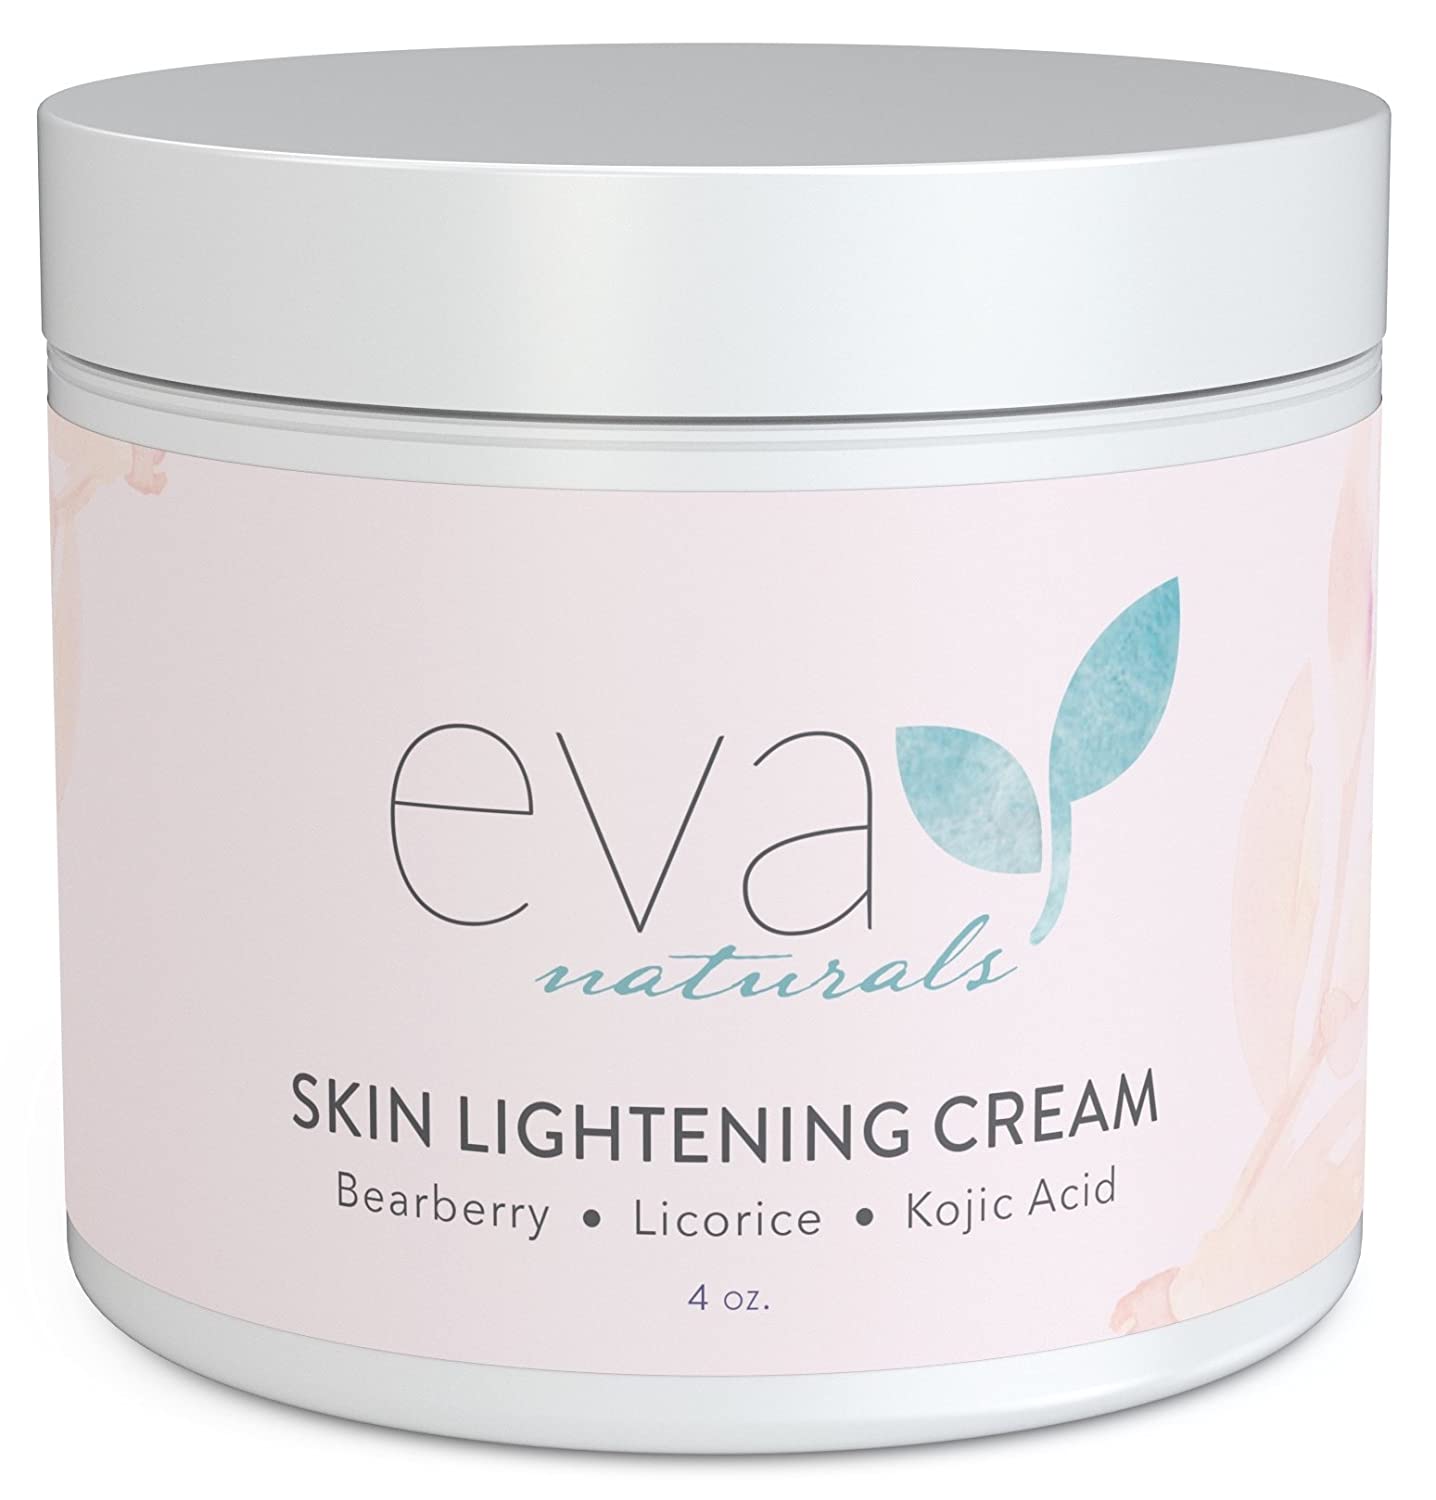 eva
naturals
SKIN LIGHTENING CREAM
Bearberry • Licorice • Kojic Acid
4 oz.